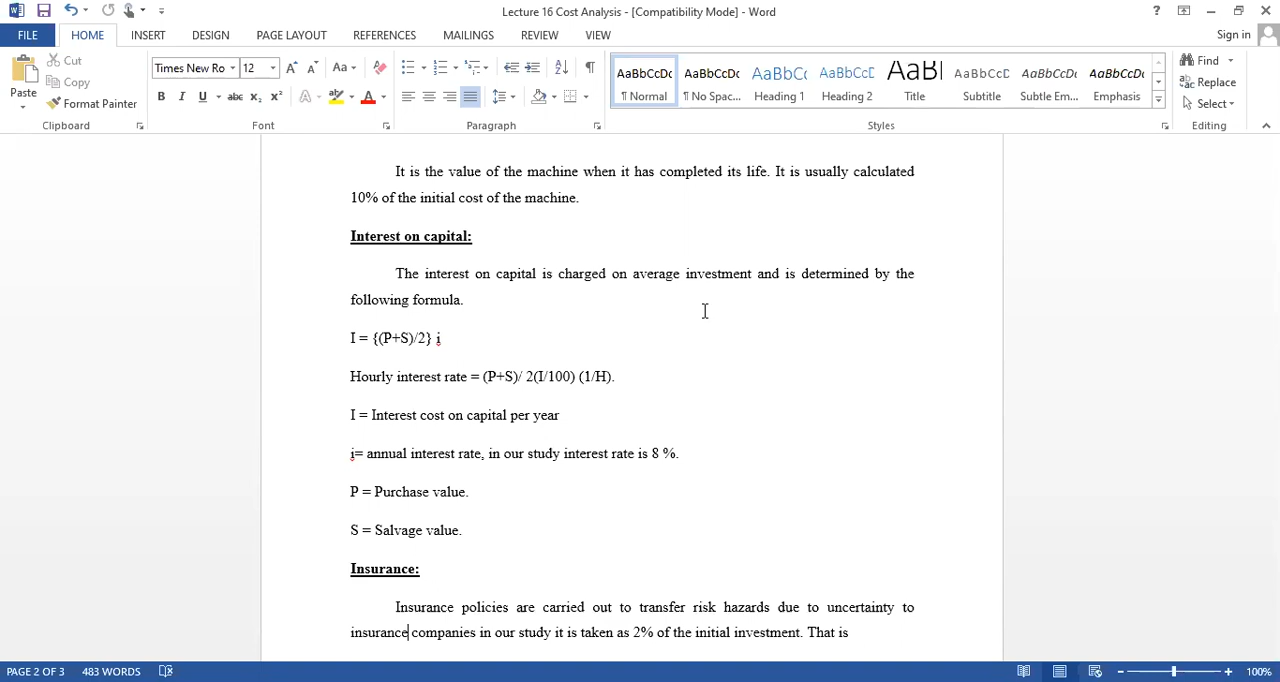 Lecture 16 Cost Analysis - [Compatibility Mode] - Word
?
FILE HOME INSERT DESIGN PAGE LAYOUT REFERENCES MAILINGS REVIEW VIEW Sign in
Paste
Cut
Copy
Format Painter
Clipboard
Times New Ro 12 Aa
B I U abc X₂ X² A ab A
Font
Paragraph
AaBbCcDc AaBbCcDc AaBbCc AaBbCcD AaBl AaBbCcD AaBbCcDc AaBbCcDc
¶ Normal ¶ No Spac... Heading 1 Heading 2 Title Subtitle Subtle Em... Emphasis
Styles
Find
Replace
Select
Editing
It is the value of the machine when it has completed its life. It is usually calculated
10% of the initial cost of the machine.
Interest on capital:
The interest on capital is charged on average investment and is determined by the
following formula.
I = {(P+S)/2} i
Hourly interest rate = (P+S)/ 2(I/100) (1/H).
I = Interest cost on capital per year
i= annual interest rate, in our study interest rate is 8 %.
P = Purchase value.
S = Salvage value.
Insurance:
Insurance policies are carried out to transfer risk hazards due to uncertainty to
insurance companies in our study it is taken as 2% of the initial investment. That is
PAGE 2 OF 3 483 WORDS 100%